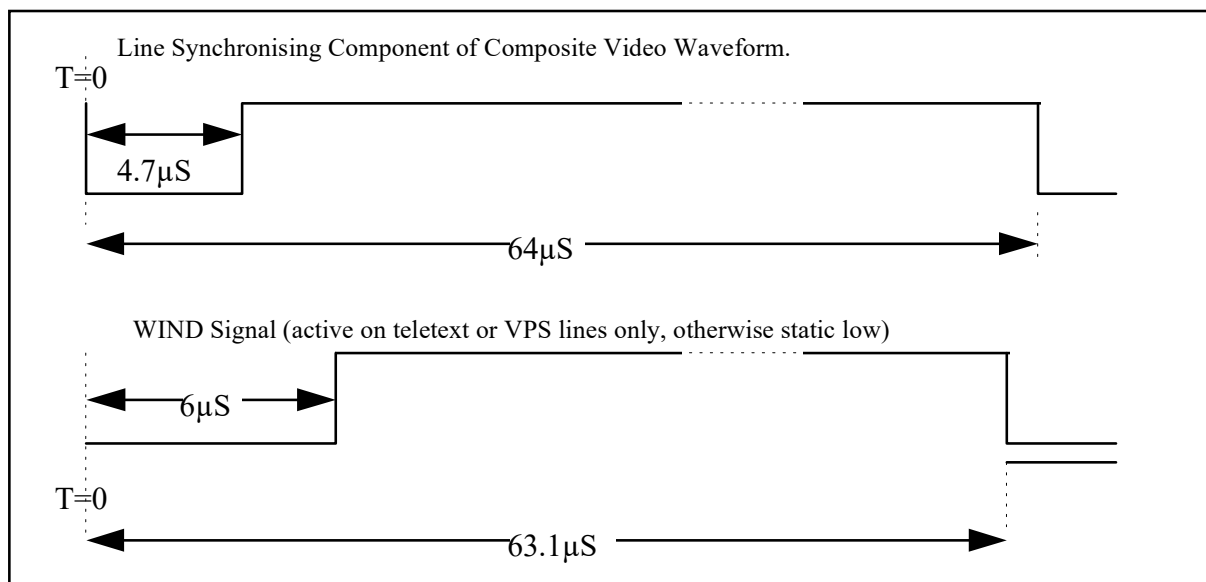 Line Synchronising Component of Composite Video Waveform.
T=0
4.7µS
64µS
WIND Signal (active on teletext or VPS lines only, otherwise static low)
6µS
T=0
63.1µS